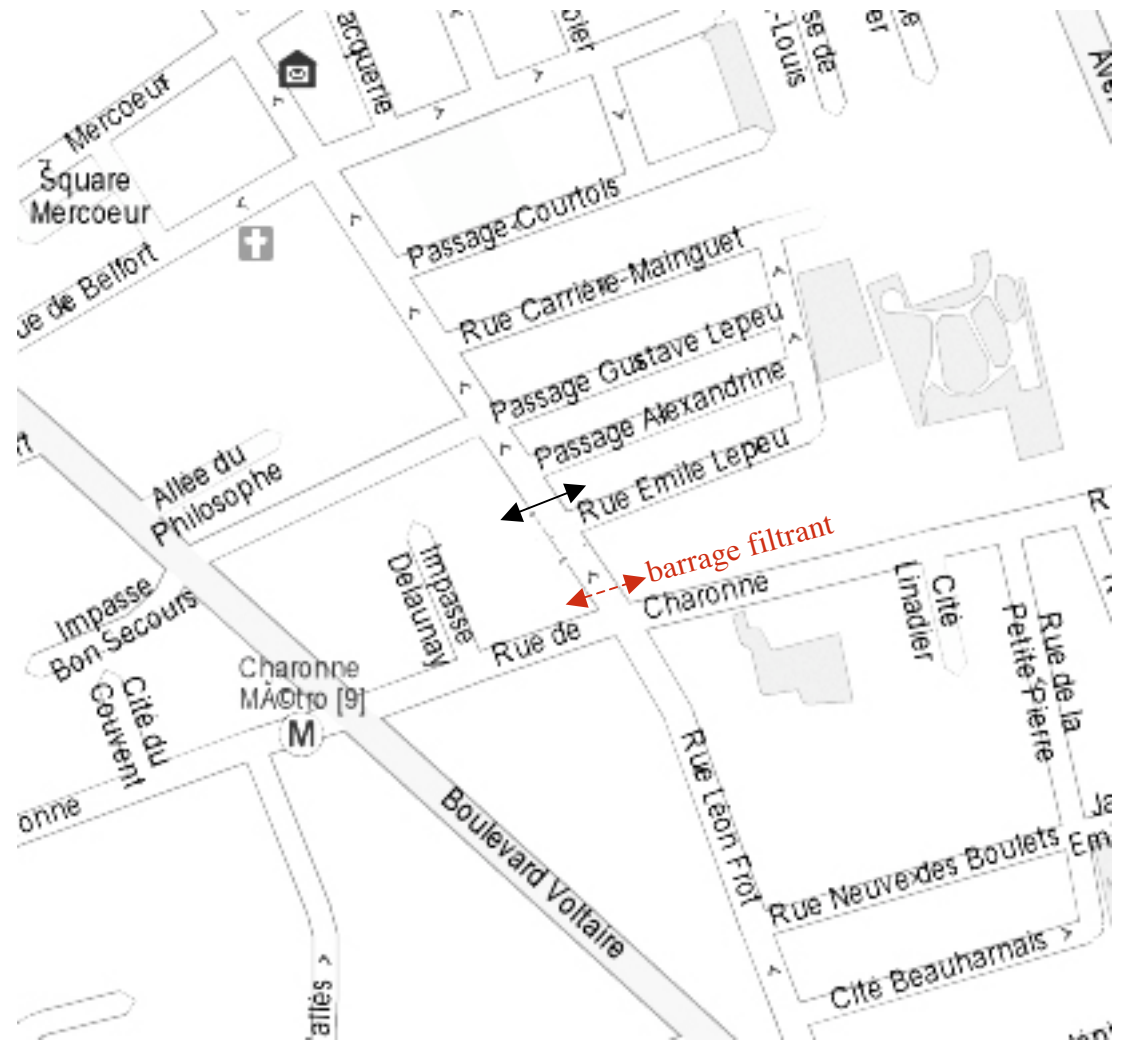 acquerie
Mercoeur
Square
Mercoeur
ue de Belfort
se de
-Louis
Passage Courtois
Rue Carrière-Mainguet
Passage Gustave Lepeu
Passage Alexandrine
Rue Emile Lepeu
Allée du
Philosophe
Impasse
Bon Secours
Impasse
Delaunay
barrage filtrant
Rue de
Charonne
Cité
Linadier
Rue de la
Petite Pierre
Charonne
MÃ©tro [9]
M
Cité du
Couvent
onne
Boulevard Voltaire
Rue Léon Frot
Rue Neuve des Boulets
Cité Beauharnais